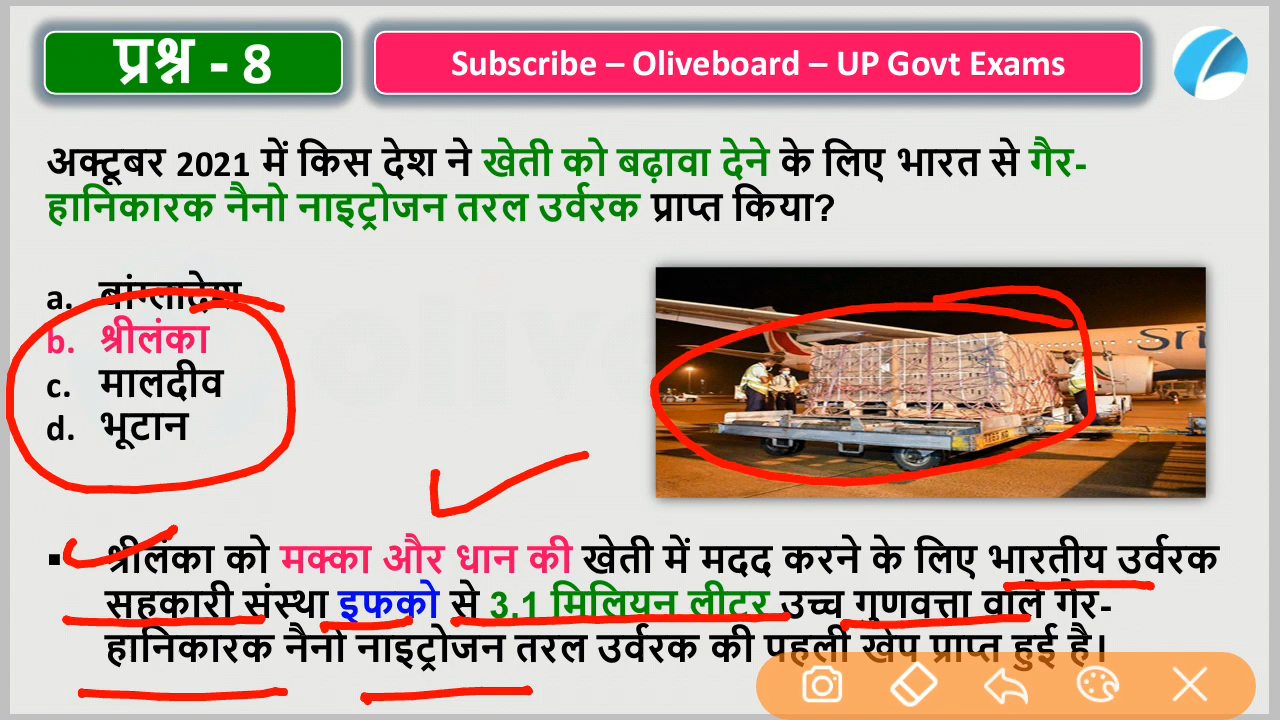 प्रश्न - 8
Subscribe – Oliveboard – UP Govt Exams
अक्टूबर 2021 में किस देश ने खेती को बढ़ावा देने के लिए भारत से गैर-
हानिकारक नैनो नाइट्रोजन तरल उर्वरक प्राप्त किया?
a. बांग्लादेश
b. श्रीलंका
c. मालदीव
d. भूटान
Sri
▪ श्रीलंका को मक्का और धान की खेती में मदद करने के लिए भारतीय उर्वरक
सहकारी संस्था इफको से 3.1 मिलियन लीटर उच्च गुणवत्ता वाले गैर-
हानिकारक नैनो नाइट्रोजन तरल उर्वरक की पहली खेप प्राप्त हुई है।